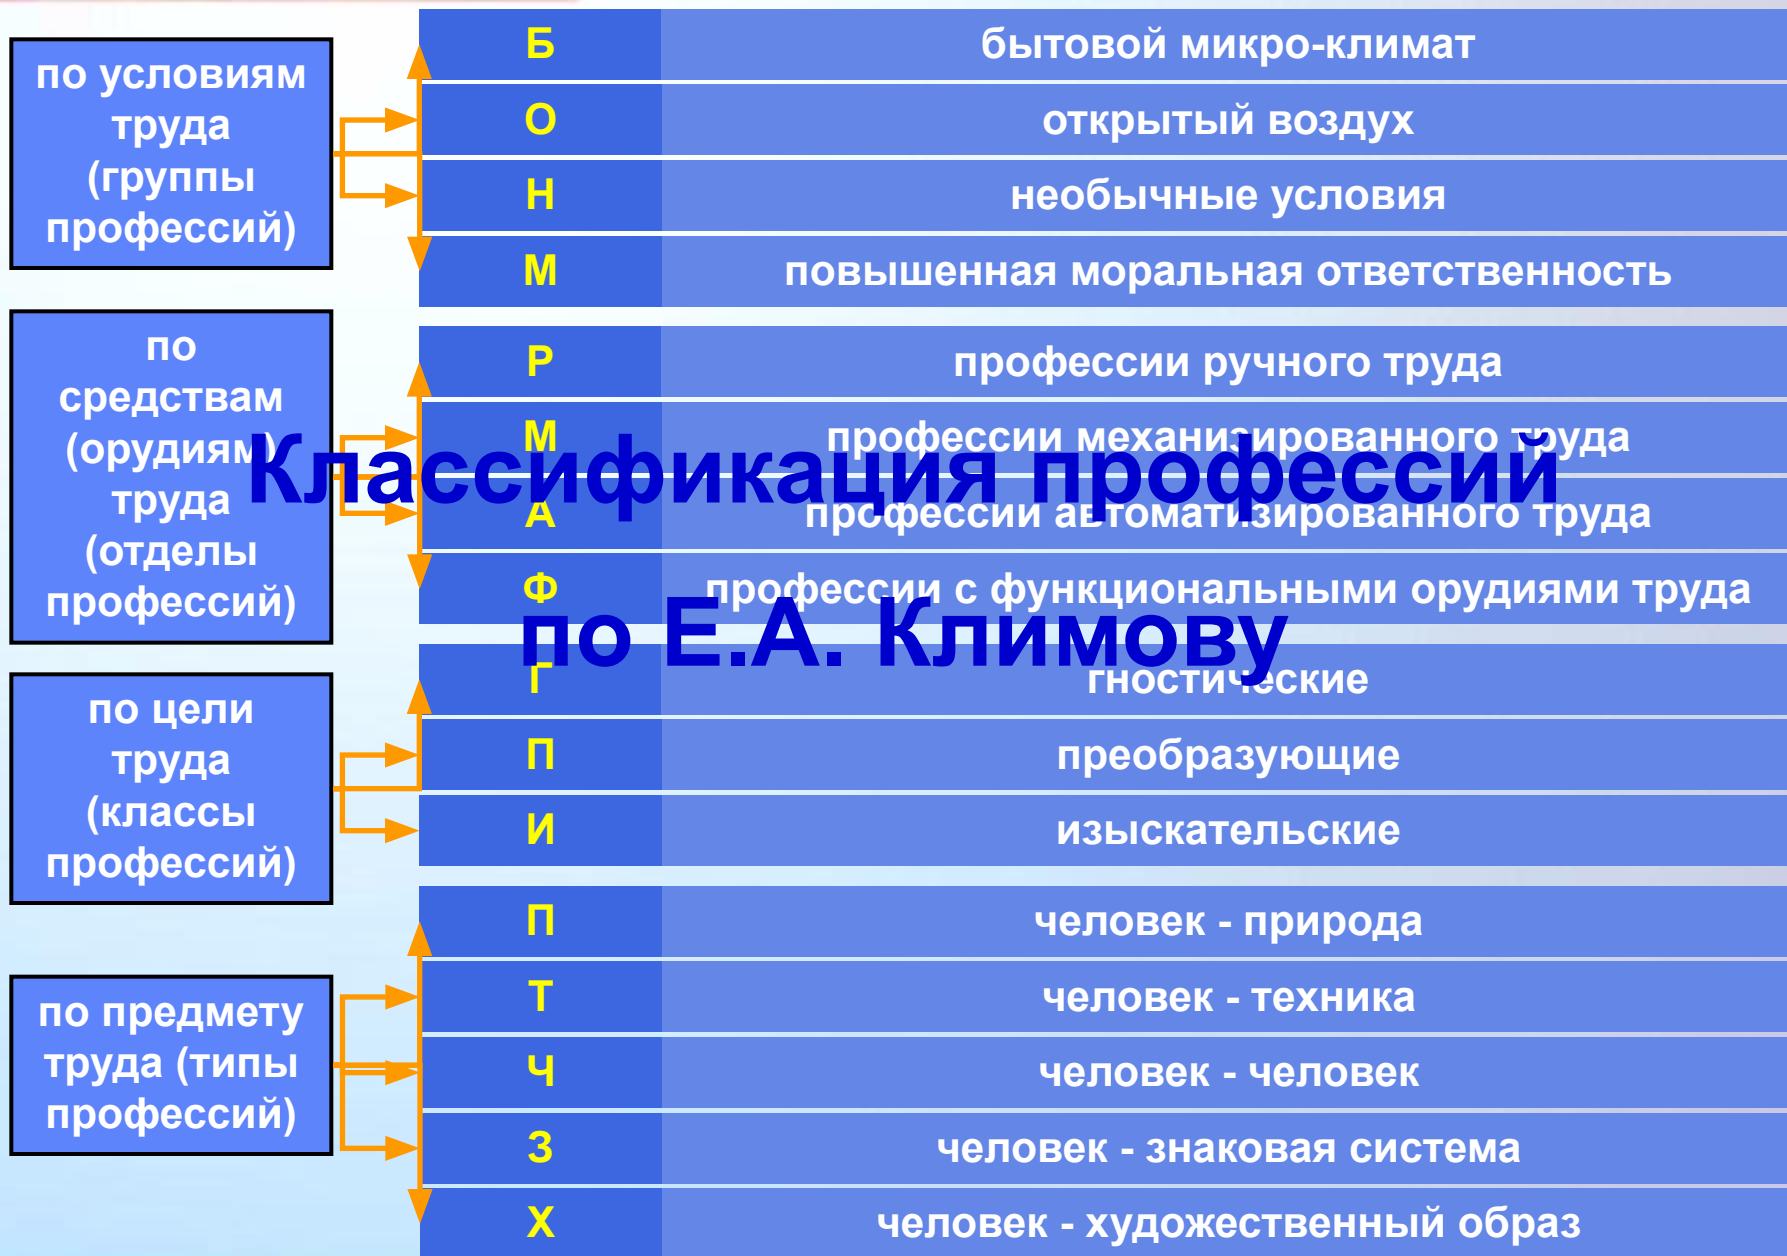 Классификация профессий
по Е.А. Климову
по условиям
труда
(группы
профессий)
Б бытовой микро-климат
О открытый воздух
Н необычные условия
М повышенная моральная ответственность
по
средствам
(орудиям)
труда
(отделы
профессий)
Р профессии ручного труда
М профессии механизированного труда
А профессии автоматизированного труда
Ф профессии с функциональными орудиями труда
по цели
труда
(классы
профессий)
Г гностические
П преобразующие
И изыскательские
по предмету
труда (типы
профессий)
П человек - природа
Т человек - техника
Ч человек - человек
З человек - знаковая система
Х человек - художественный образ